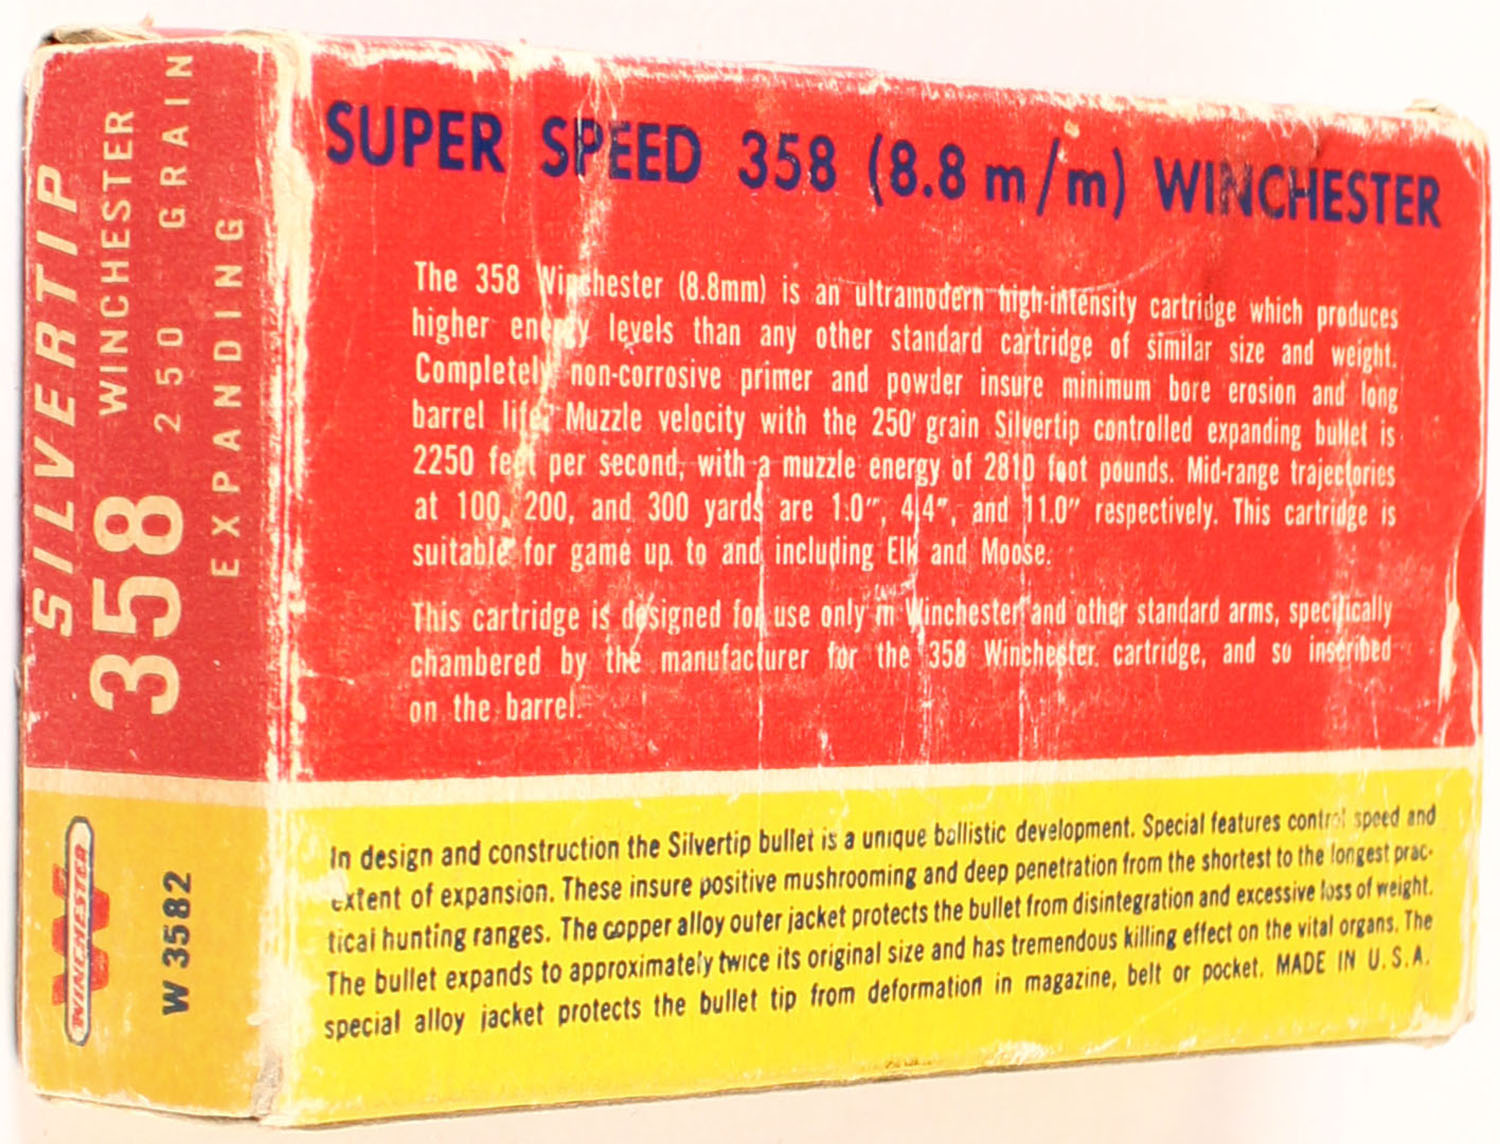 SILVERTIP
358 WINCHESTER
250 GRAIN
EXPANDING
W
WINCHESTER
W 3582
SUPER SPEED 358 (8.8 m/m) WINCHESTER
The 358 Winchester (8.8mm) is an ultramodern high-intensity cartridge which produces
higher energy levels than any other standard cartridge of similar size and weight.
Completely non-corrosive primer and powder insure minimum bore erosion and long
barrel life. Muzzle velocity with the 250 grain Silvertip controlled expanding bullet is
2250 feet per second, with a muzzle energy of 2810 foot pounds. Mid-range trajectories
at 100, 200, and 300 yards are 1.0", 4.4", and 11.0" respectively. This cartridge is
suitable for game up to and including Elk and Moose.
This cartridge is designed for use only in Winchester and other standard arms, specifically
chambered by the manufacturer for the 358 Winchester cartridge, and so inscribed
on the barrel.
In design and construction the Silvertip bullet is a unique ballistic development. Special features control speed and
extent of expansion. These insure positive mushrooming and deep penetration from the shortest to the longest prac-
tical hunting ranges. The copper alloy outer jacket protects the bullet from disintegration and excessive loss of weight.
The bullet expands to approximately twice its original size and has tremendous killing effect on the vital organs. The
special alloy jacket protects the bullet tip from deformation in magazine, belt or pocket. MADE IN U.S.A.